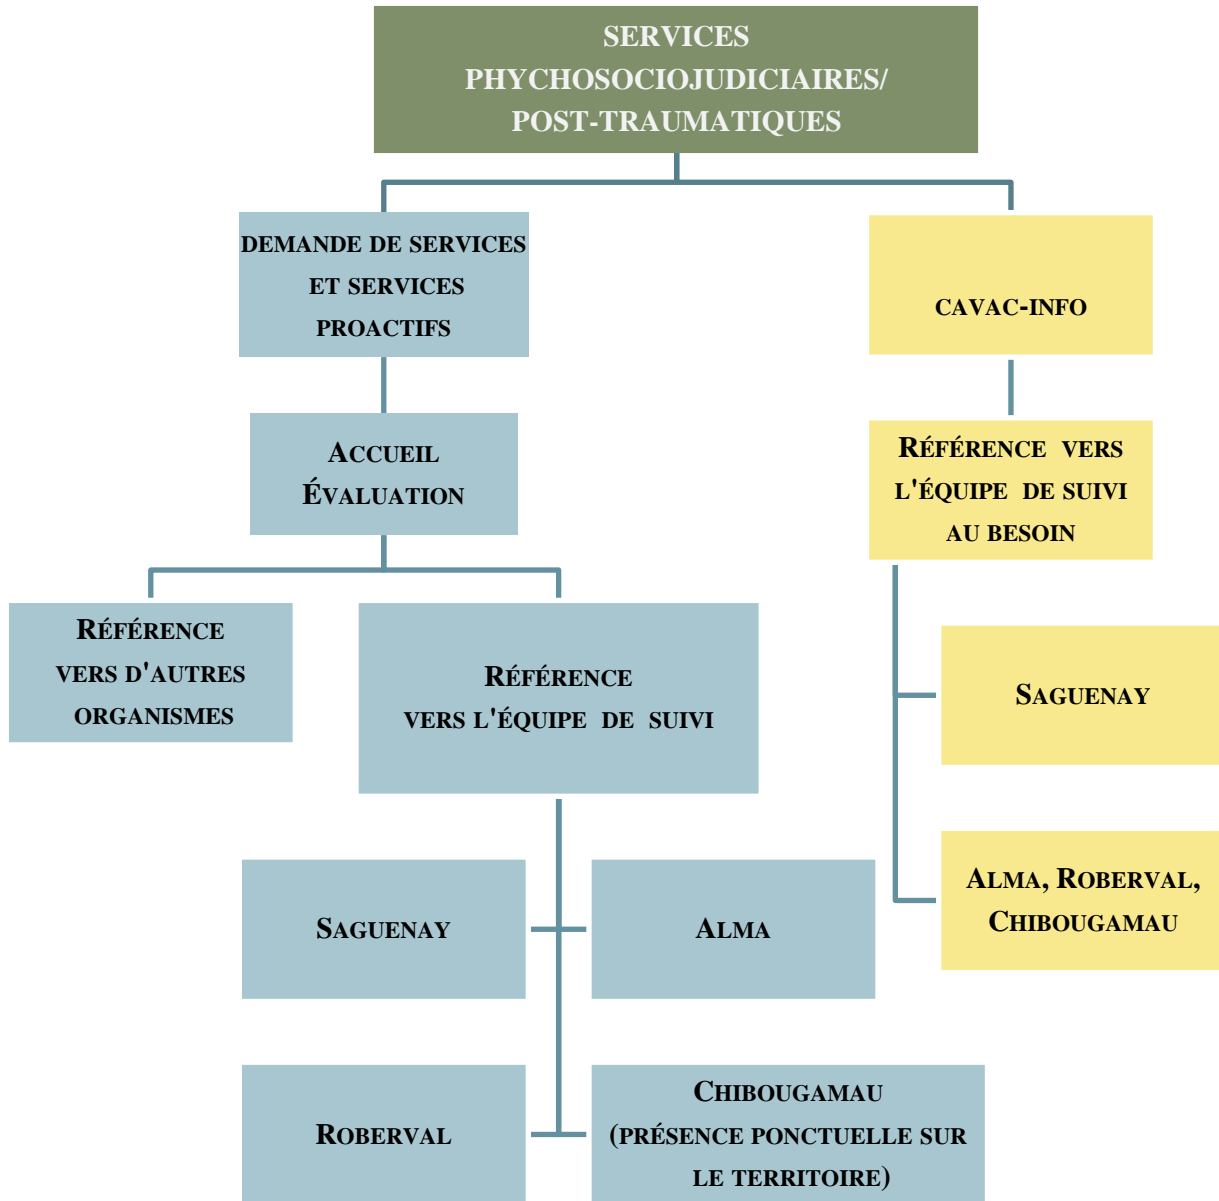 SERVICES
PHYCHOSOCIOJUDICIAIRES/
POST-TRAUMATIQUES
DEMANDE DE SERVICES
ET SERVICES
PROACTIFS
CAVAC-INFO
ACCUEIL
ÉVALUATION
RÉFÉRENCE VERS
L'ÉQUIPE DE SUIVI
AU BESOIN
RÉFÉRENCE
VERS D'AUTRES
ORGANISMES
RÉFÉRENCE
VERS L'ÉQUIPE DE SUIVI
SAGUENAY
ALMA, ROBERVAL,
CHIBOUGAMAU
SAGUENAY
ALMA
ROBERVAL
CHIBOUGAMAU
(PRÉSENCE PONCTUELLE SUR
LE TERRITOIRE)